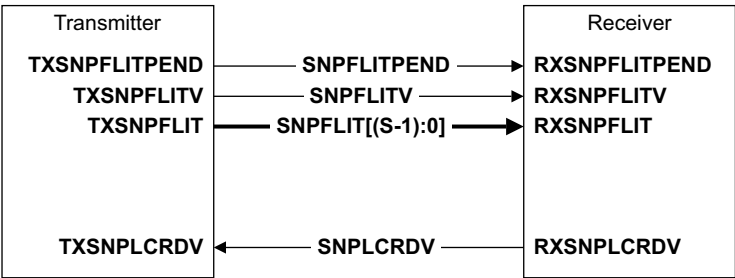 Transmitter Receiver
TXSNPFLITPEND SNPFLITPEND RXSNPFLITPEND
TXSNPFLITV SNPFLITV RXSNPFLITV
TXSNPFLIT SNPFLIT[(S-1):0] RXSNPFLIT
TXSNPLCRDV SNPLCRDV RXSNPLCRDV